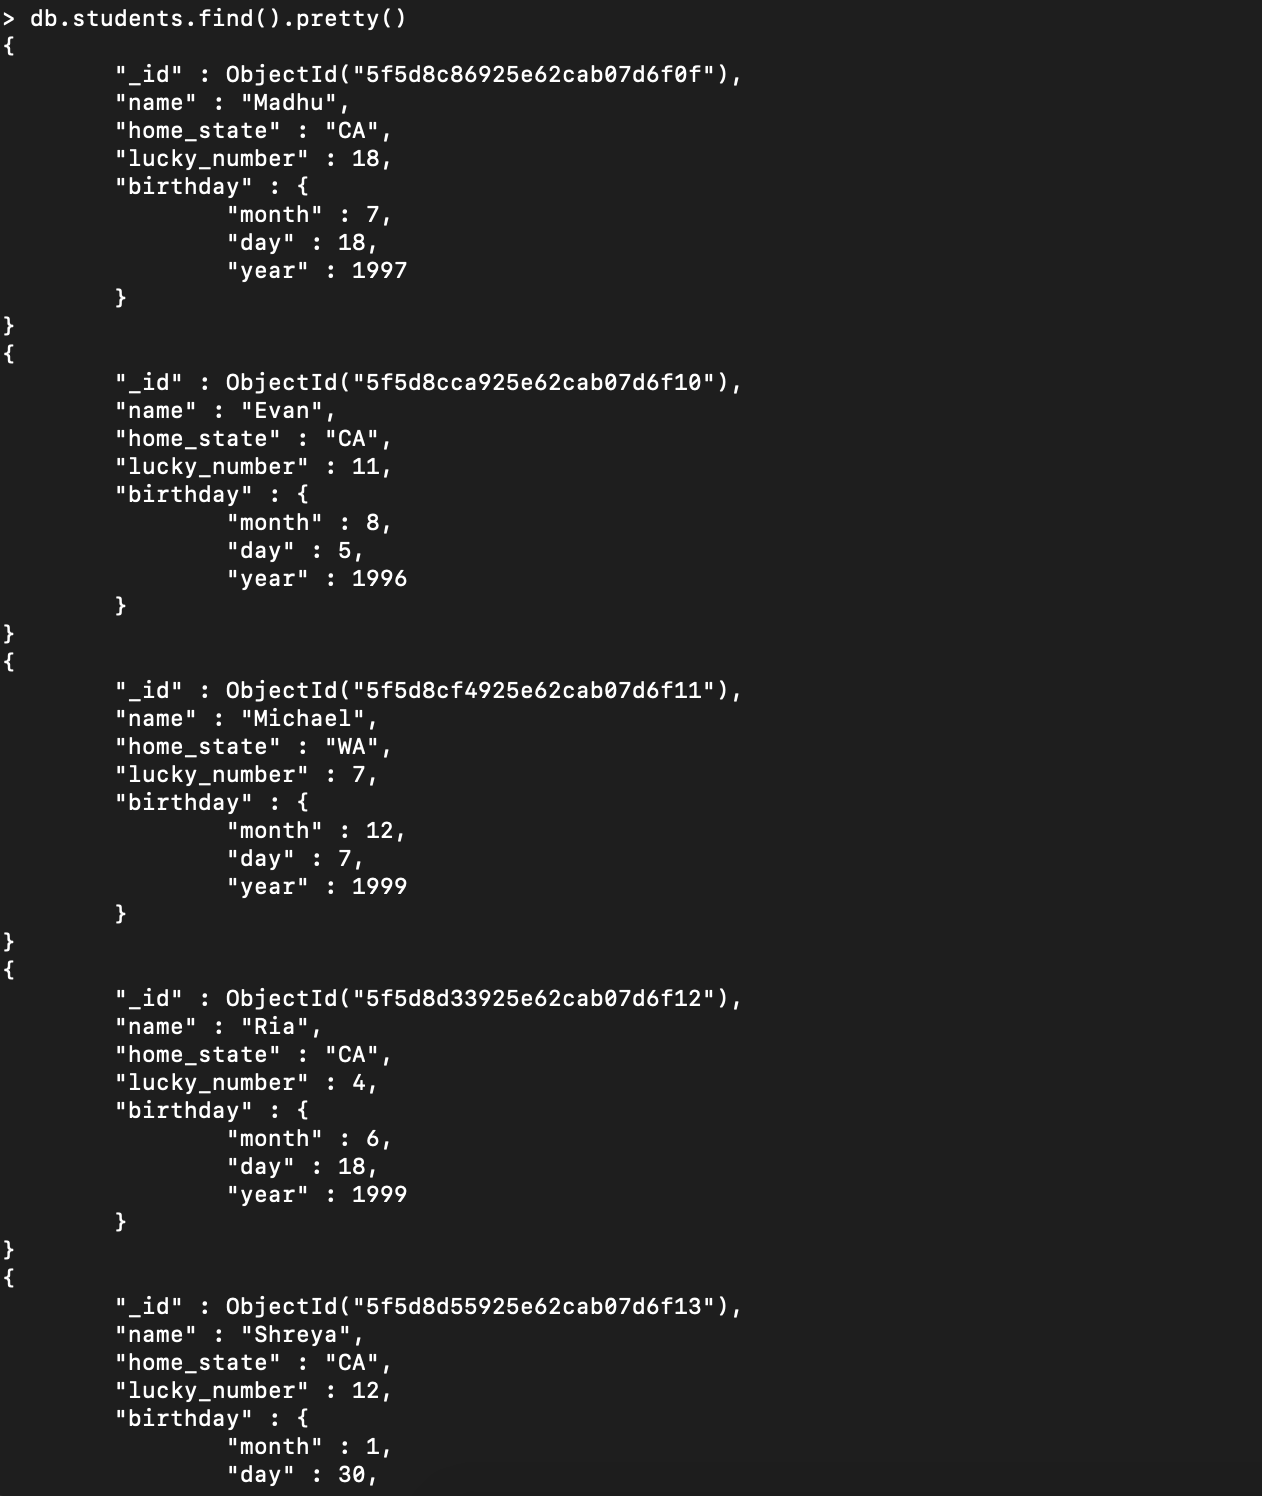 > db.students.find().pretty()
{
        "_id" : ObjectId("5f5d8c86925e62cab07d6f0f"),
        "name" : "Madhu",
        "home_state" : "CA",
        "lucky_number" : 18,
        "birthday" : {
                "month" : 7,
                "day" : 18,
                "year" : 1997
        }
}
{
        "_id" : ObjectId("5f5d8cca925e62cab07d6f10"),
        "name" : "Evan",
        "home_state" : "CA",
        "lucky_number" : 11,
        "birthday" : {
                "month" : 8,
                "day" : 5,
                "year" : 1996
        }
}
{
        "_id" : ObjectId("5f5d8cf4925e62cab07d6f11"),
        "name" : "Michael",
        "home_state" : "WA",
        "lucky_number" : 7,
        "birthday" : {
                "month" : 12,
                "day" : 7,
                "year" : 1999
        }
}
{
        "_id" : ObjectId("5f5d8d33925e62cab07d6f12"),
        "name" : "Ria",
        "home_state" : "CA",
        "lucky_number" : 4,
        "birthday" : {
                "month" : 6,
                "day" : 18,
                "year" : 1999
        }
}
{
        "_id" : ObjectId("5f5d8d55925e62cab07d6f13"),
        "name" : "Shreya",
        "home_state" : "CA",
        "lucky_number" : 12,
        "birthday" : {
                "month" : 1,
                "day" : 30,